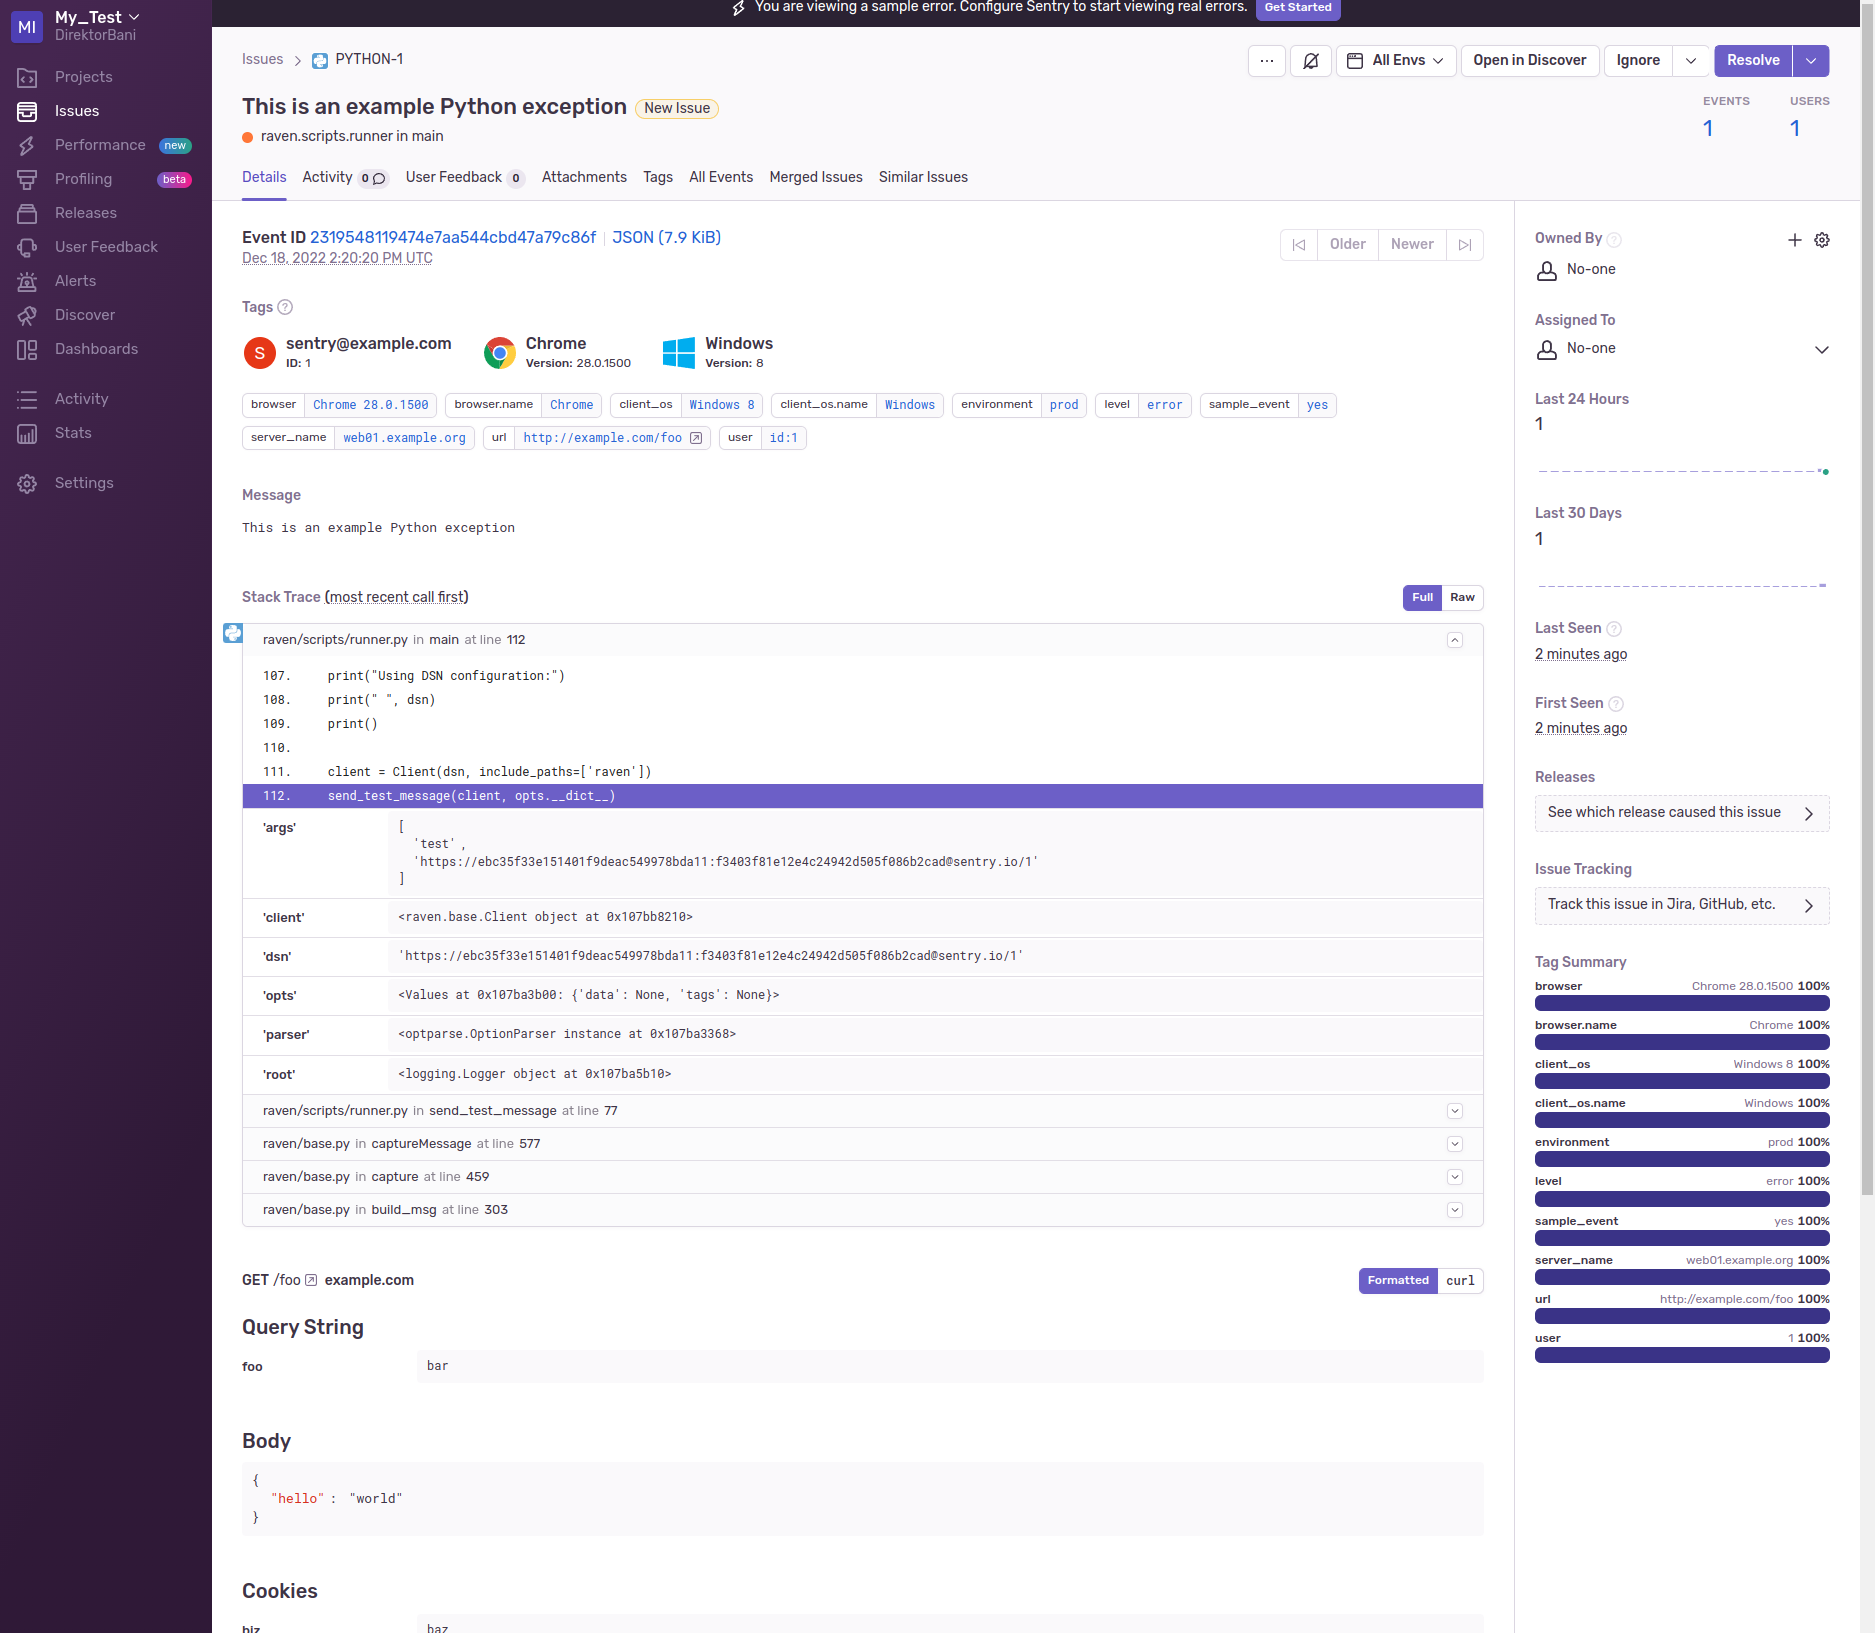 MI
My_Test
DirektorBani
Projects
Issues
Performance new
Profiling beta
Releases
User Feedback
Alerts
Discover
Dashboards
Activity
Stats
Settings
You are viewing a sample error. Configure Sentry to start viewing real errors. Get Started
Issues > PYTHON-1
... All Envs Open in Discover Ignore Resolve
This is an example Python exception New Issue
raven.scripts.runner in main
EVENTS USERS
1 1
Details Activity 0 User Feedback 0 Attachments Tags All Events Merged Issues Similar Issues
Event ID 2319548119474e7aa544cbd47a79c86f | JSON (7.9 KiB)
Dec 18, 2022 2:20:20 PM UTC
Older Newer
Tags ?
S sentry@example.com
ID: 1
Chrome
Version: 28.0.1500
Windows
Version: 8
browser Chrome 28.0.1500 browser.name Chrome client_os Windows 8 client_os.name Windows environment prod level error sample_event yes
server_name web01.example.org url http://example.com/foo user id:1
Message
This is an example Python exception
Stack Trace (most recent call first)
Full Raw
raven/scripts/runner.py in main at line 112
107. print("Using DSN configuration:")
108. print(" ", dsn)
109. print()
110.
111. client = Client(dsn, include_paths=['raven'])
112. send_test_message(client, opts.__dict__)
'args' [
'test' ,
'https://ebc35f33e151401f9deac549978bda11:f3403f81e12e4c24942d505f086b2cad@sentry.io/1'
]
'client' <raven.base.Client object at 0x107bb8210>
'dsn' 'https://ebc35f33e151401f9deac549978bda11:f3403f81e12e4c24942d505f086b2cad@sentry.io/1'
'opts' <Values at 0x107ba3b00: {'data': None, 'tags': None}>
'parser' <optparse.OptionParser instance at 0x107ba3368>
'root' <logging.Logger object at 0x107ba5b10>
raven/scripts/runner.py in send_test_message at line 77
raven/base.py in captureMessage at line 577
raven/base.py in capture at line 459
raven/base.py in build_msg at line 303
GET /foo example.com
Formatted curl
Query String
foo bar
Body
{
"hello" : "world"
}
Cookies
biz baz
Owned By ?
No-one
Assigned To
No-one
Last 24 Hours
1
Last 30 Days
1
Last Seen ?
2 minutes ago
First Seen ?
2 minutes ago
Releases
See which release caused this issue
Issue Tracking
Track this issue in Jira, GitHub, etc.
Tag Summary
browser Chrome 28.0.1500 100%
browser.name Chrome 100%
client_os Windows 8 100%
client_os.name Windows 100%
environment prod 100%
level error 100%
sample_event yes 100%
server_name web01.example.org 100%
url http://example.com/foo 100%
user 1 100%